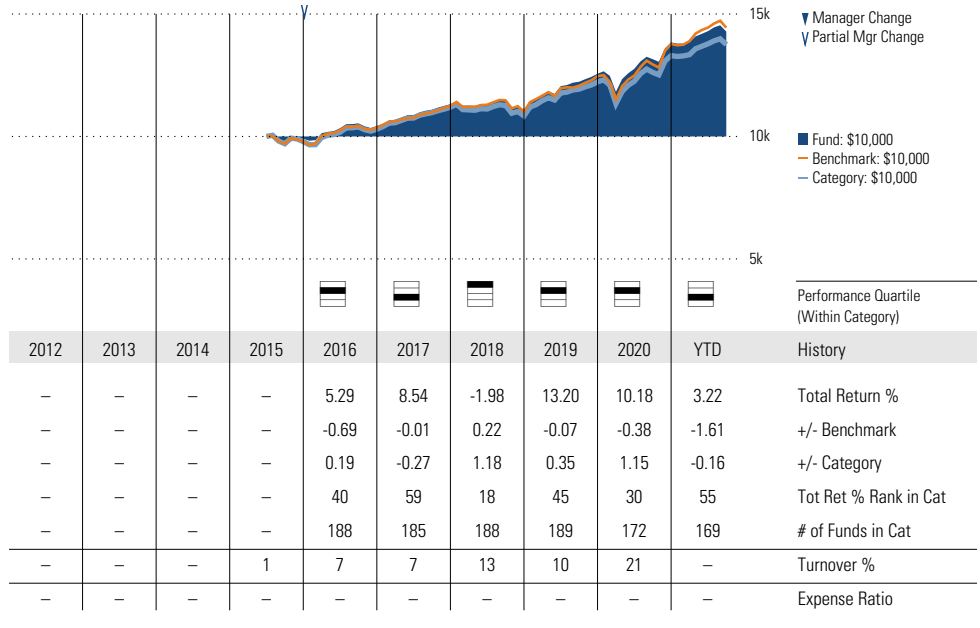 15k
▼ Manager Change
∨ Partial Mgr Change
10k
Fund: $10,000
Benchmark: $10,000
Category: $10,000
5k
Performance Quartile
(Within Category)
2012 2013 2014 2015 2016 2017 2018 2019 2020 YTD History
– – – – 5.29 8.54 -1.98 13.20 10.18 3.22 Total Return %
– – – – -0.69 -0.01 0.22 -0.07 -0.38 -1.61 +/- Benchmark
– – – – 0.19 -0.27 1.18 0.35 1.15 -0.16 +/- Category
– – – – 40 59 18 45 30 55 Tot Ret % Rank in Cat
– – – – 188 185 188 189 172 169 # of Funds in Cat
– – – 1 7 7 13 10 21 – Turnover %
– – – – – – – – – – Expense Ratio